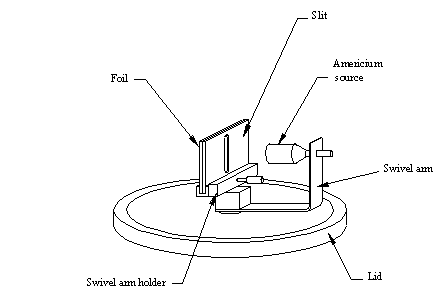 Slit
Americium
source
Foil
Swivel arm
Swivel arm holder
Lid